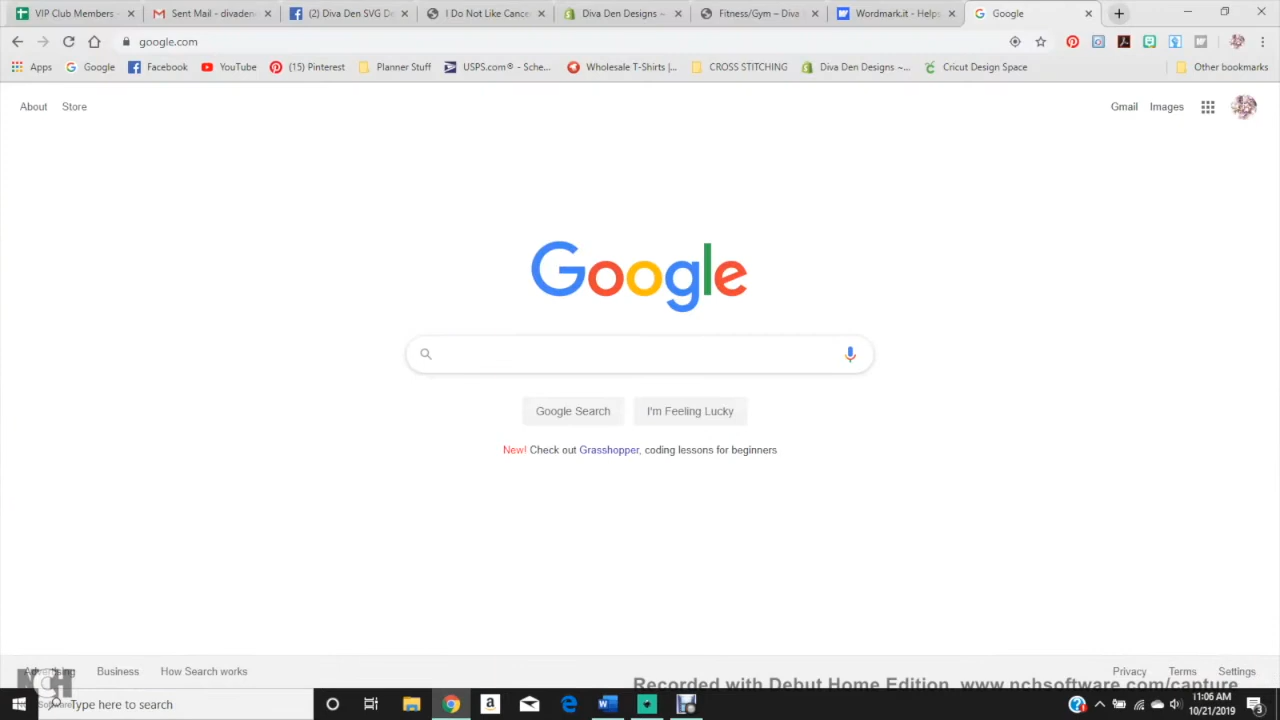 VIP Club Members
Sent Mail - divaden
(2) Diva Den SVG D
I Do Not Like Cance
Diva Den Designs ~
Fitness/Gym – Diva
Wordmark.it - Helps
Google
google.com
Apps
Google
Facebook
YouTube
(15) Pinterest
Planner Stuff
USPS.com® - Sche...
Wholesale T-Shirts |...
CROSS STITCHING
Diva Den Designs ~...
Cricut Design Space
Other bookmarks
About
Store
Gmail
Images
Google
Google Search
I'm Feeling Lucky
New! Check out Grasshopper, coding lessons for beginners
Advertising
Business
How Search works
Privacy
Terms
Settings
NCH
Software
Recorded with Debut Home Edition. www.nchsoftware.com/capture
Type here to search
11:06 AM
10/21/2019
3